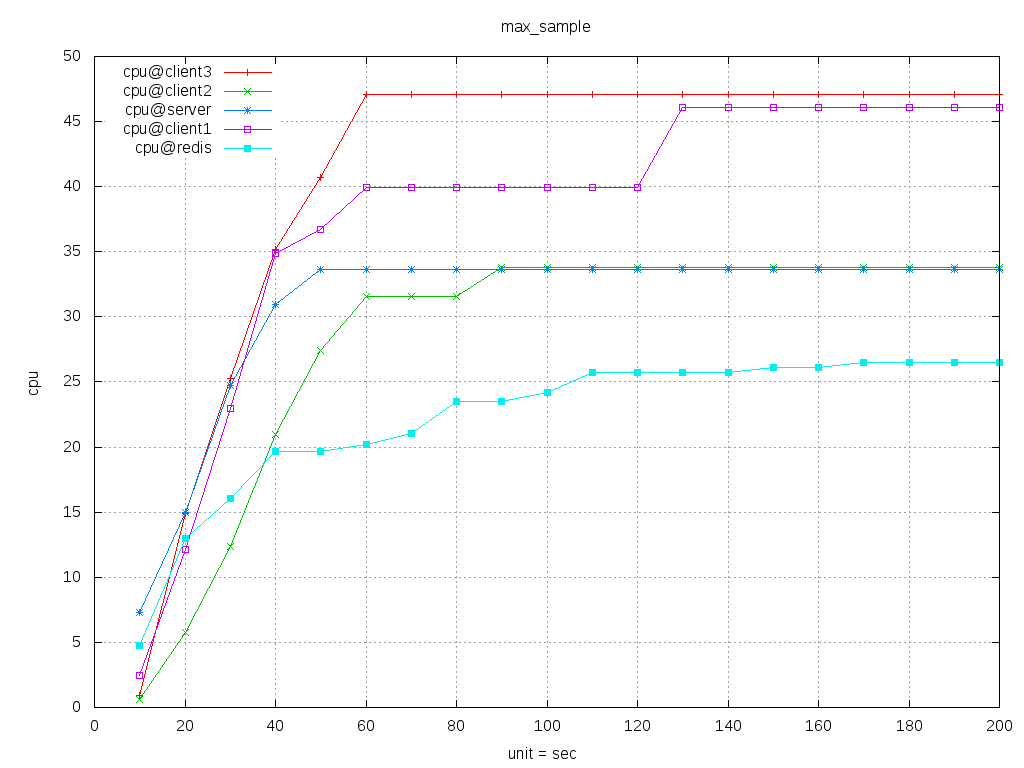 max_sample
50
45
40
35
30
25
20
15
10
5
0
cpu
cpu@client3
cpu@client2
cpu@server
cpu@client1
cpu@redis
0 20 40 60 80 100 120 140 160 180 200
unit = sec